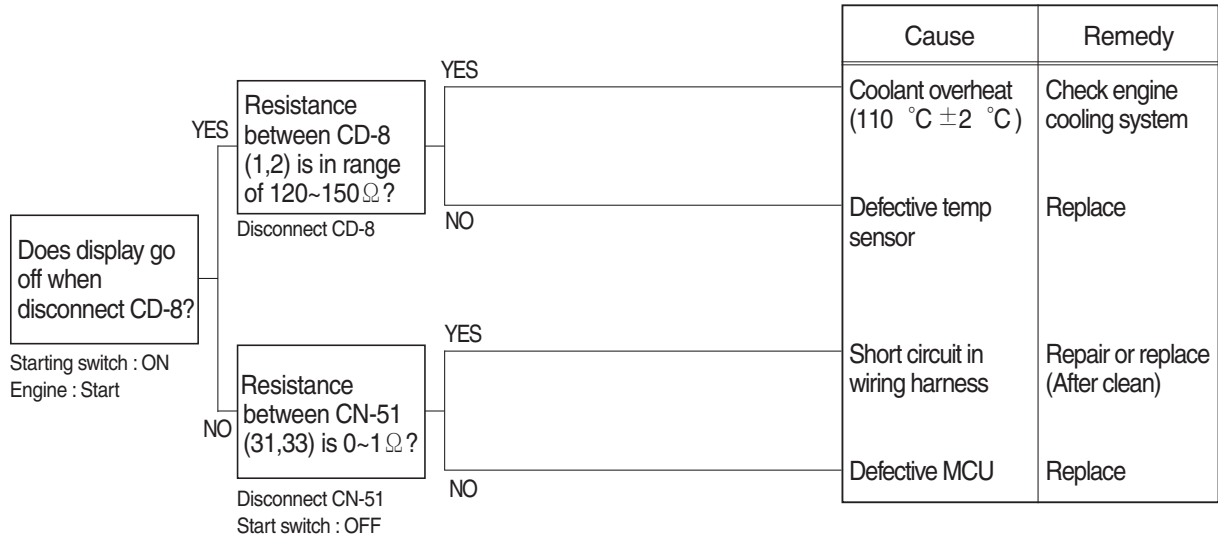 Does display go
off when
disconnect CD-8?
Starting switch : ON
Engine : Start
YES
Resistance
between CD-8
(1,2) is in range
of 120~150Ω?
Disconnect CD-8
YES
NO
NO
Resistance
between CN-51
(31,33) is 0~1Ω?
Disconnect CN-51
Start switch : OFF
YES
NO
Cause Remedy
Coolant overheat Check engine
(110 °C ±2 °C) cooling system
Defective temp Replace
sensor
Short circuit in Repair or replace
wiring harness (After clean)
Defective MCU Replace